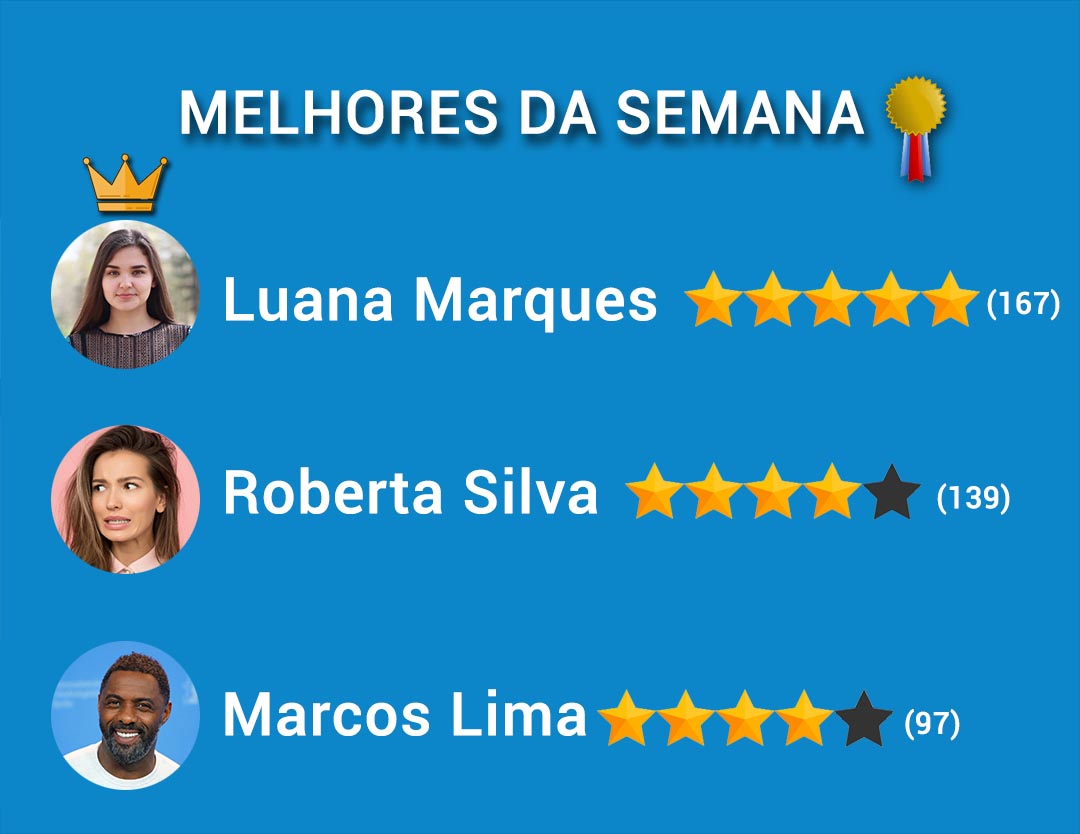 MELHORES DA SEMANA
Luana Marques (167)
Roberta Silva (139)
Marcos Lima (97)